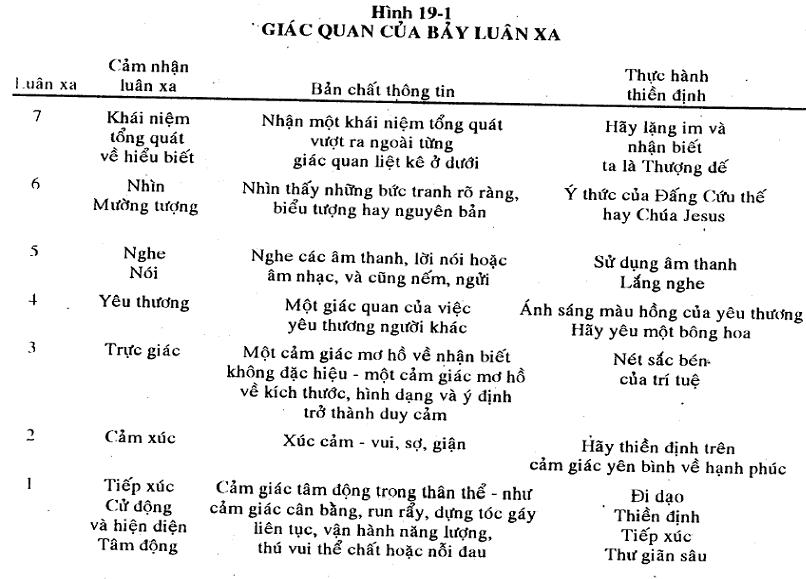 Hình 19-1
GIÁC QUAN CỦA BẢY LUÂN XA
Luân xa
Cảm nhận
luân xa
Bản chất thông tin
Thực hành
thiền định
7
Khái niệm
tổng quát
về hiểu biết
Nhận một khái niệm tổng quát
vượt ra ngoài từng
giác quan liệt kê ở dưới
Hãy lặng im và
nhận biết
ta là Thượng đế
6
Nhìn
Mường tượng
Nhìn thấy những bức tranh rõ ràng,
biểu tượng hay nguyên bản
Ý thức của Đấng Cứu thế
hay Chúa Jesus
5
Nghe
Nói
Nghe các âm thanh, lời nói hoặc
âm nhạc, và cũng nếm, ngửi
Sử dụng âm thanh
Lắng nghe
4
Yêu thương
Một giác quan của việc
yêu thương người khác
Ánh sáng màu hồng của yêu thương
Hãy yêu một bông hoa
3
Trực giác
Một cảm giác mơ hồ về nhận biết
không đặc hiệu - một cảm giác mơ hồ
về kích thước, hình dạng và ý định
trở thành duy cảm
Nét sắc bén
của trí tuệ
2
Cảm xúc
Xúc cảm - vui, sợ, giận
Hãy thiền định trên
cảm giác yên bình về hạnh phúc
1
Tiếp xúc
Cử động
và hiện diện
Tâm động
Cảm giác tâm động trong thân thể - như
cảm giác cân bằng, run rẩy, dựng tóc gáy
liên tục, vận hành năng lượng,
thú vui thể chất hoặc nỗi đau
Đi dạo
Thiền định
Tiếp xúc
Thư giãn sâu